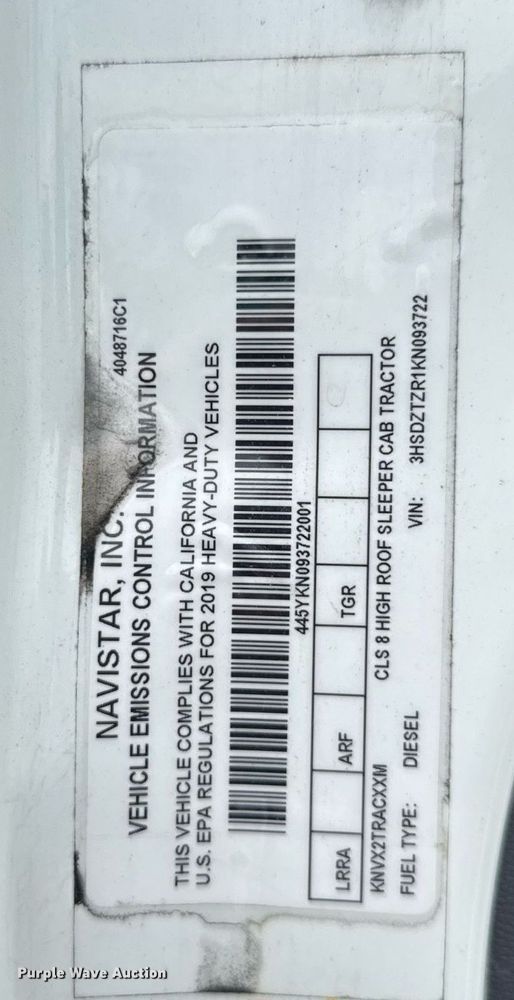 4048716C1
NAVISTAR, INC.
VEHICLE EMISSIONS CONTROL INFORMATION
THIS VEHICLE COMPLIES WITH CALIFORNIA AND
U.S. EPA REGULATIONS FOR 2019 HEAVY-DUTY VEHICLES
445YKN093722001
LRRA ARF TGR
KNVX2TRACXXM CLS 8 HIGH ROOF SLEEPER CAB TRACTOR
FUEL TYPE: DIESEL VIN: 3HSDZTZR1KN093722
Purple Wave Auction